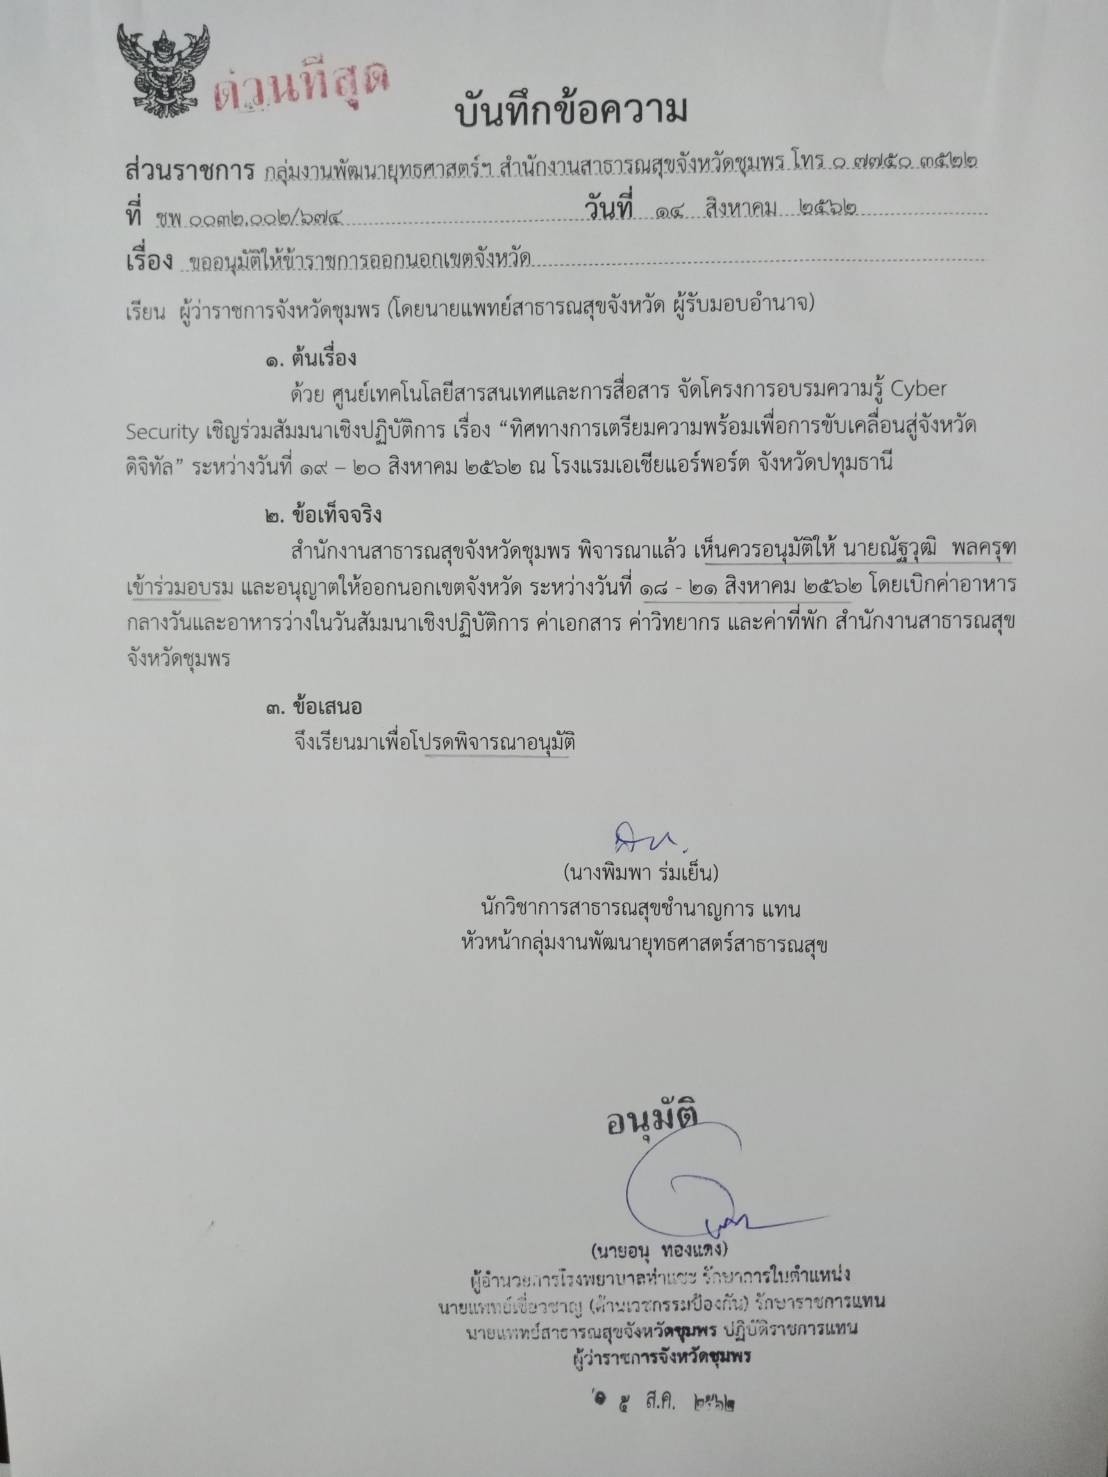 ด่วนที่สุด
บันทึกข้อความ
ส่วนราชการ กลุ่มงานพัฒนายุทธศาสตร์ฯ สำนักงานสาธารณสุขจังหวัดชุมพร โทร ๐ ๗๗๕๐ ๓๕๒๒
ที่ ชพ ๐๐๓๒.๐๐๒/๖๗๔ วันที่ ๑๔ สิงหาคม ๒๕๖๒
เรื่อง ขออนุมัติให้ข้าราชการออกนอกเขตจังหวัด
เรียน ผู้ว่าราชการจังหวัดชุมพร (โดยนายแพทย์สาธารณสุขจังหวัด ผู้รับมอบอำนาจ)
๑. ต้นเรื่อง
ด้วย ศูนย์เทคโนโลยีสารสนเทศและการสื่อสาร จัดโครงการอบรมความรู้ Cyber
Security เชิญร่วมสัมมนาเชิงปฏิบัติการ เรื่อง “ทิศทางการเตรียมความพร้อมเพื่อการขับเคลื่อนสู่จังหวัด
ดิจิทัล” ระหว่างวันที่ ๑๙ – ๒๐ สิงหาคม ๒๕๖๒ ณ โรงแรมเอเชียแอร์พอร์ต จังหวัดปทุมธานี
๒. ข้อเท็จจริง
สำนักงานสาธารณสุขจังหวัดชุมพร พิจารณาแล้ว เห็นควรอนุมัติให้ นายณัฐวุฒิ พลครุฑ
เข้าร่วมอบรม และอนุญาตให้ออกนอกเขตจังหวัด ระหว่างวันที่ ๑๘ - ๒๑ สิงหาคม ๒๕๖๒ โดยเบิกค่าอาหาร
กลางวันและอาหารว่างในวันสัมมนาเชิงปฏิบัติการ ค่าเอกสาร ค่าวิทยากร และค่าที่พัก สำนักงานสาธารณสุข
จังหวัดชุมพร
๓. ข้อเสนอ
จึงเรียนมาเพื่อโปรดพิจารณาอนุมัติ
(นางพิมพา ร่มเย็น)
นักวิชาการสาธารณสุขชำนาญการ แทน
หัวหน้ากลุ่มงานพัฒนายุทธศาสตร์สาธารณสุข
อนุมัติ
(นายอนุ ทองแดง)
ผู้อำนวยการโรงพยาบาลท่าแซะ รักษาการในตำแหน่ง
นายแพทย์เชี่ยวชาญ (ด้านเวชกรรมป้องกัน) รักษาราชการแทน
นายแพทย์สาธารณสุขจังหวัดชุมพร ปฏิบัติราชการแทน
ผู้ว่าราชการจังหวัดชุมพร
๑ ๕ ส.ค. ๒๕๖๒